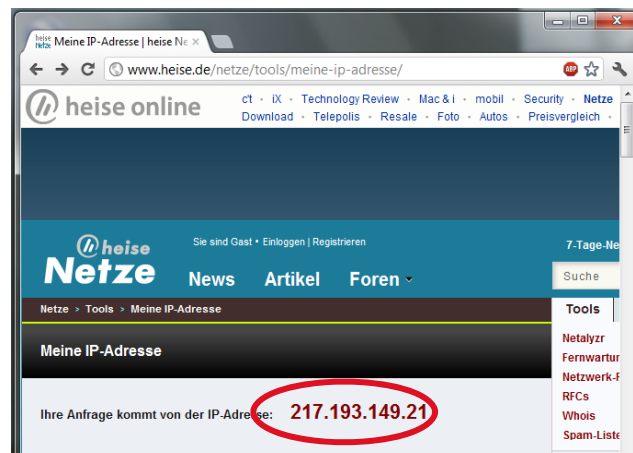 heise Netze Meine IP-Adresse | heise Ne
www.heise.de/netze/tools/meine-ip-adresse/
ABP
heise online
c't · iX · Technology Review · Mac & i · mobil · Security · Netze
Download · Telepolis · Resale · Foto · Autos · Preisvergleich ·
heise
Netze
Sie sind Gast • Einloggen | Registrieren
7-Tage-Ne
News Artikel Foren
Suche
Netze > Tools > Meine IP-Adresse
Tools
Meine IP-Adresse
Netalyzr
Fernwartur
Netzwerk-
RFCs
Whois
Spam-Liste
Ihre Anfrage kommt von der IP-Adresse: 217.193.149.21